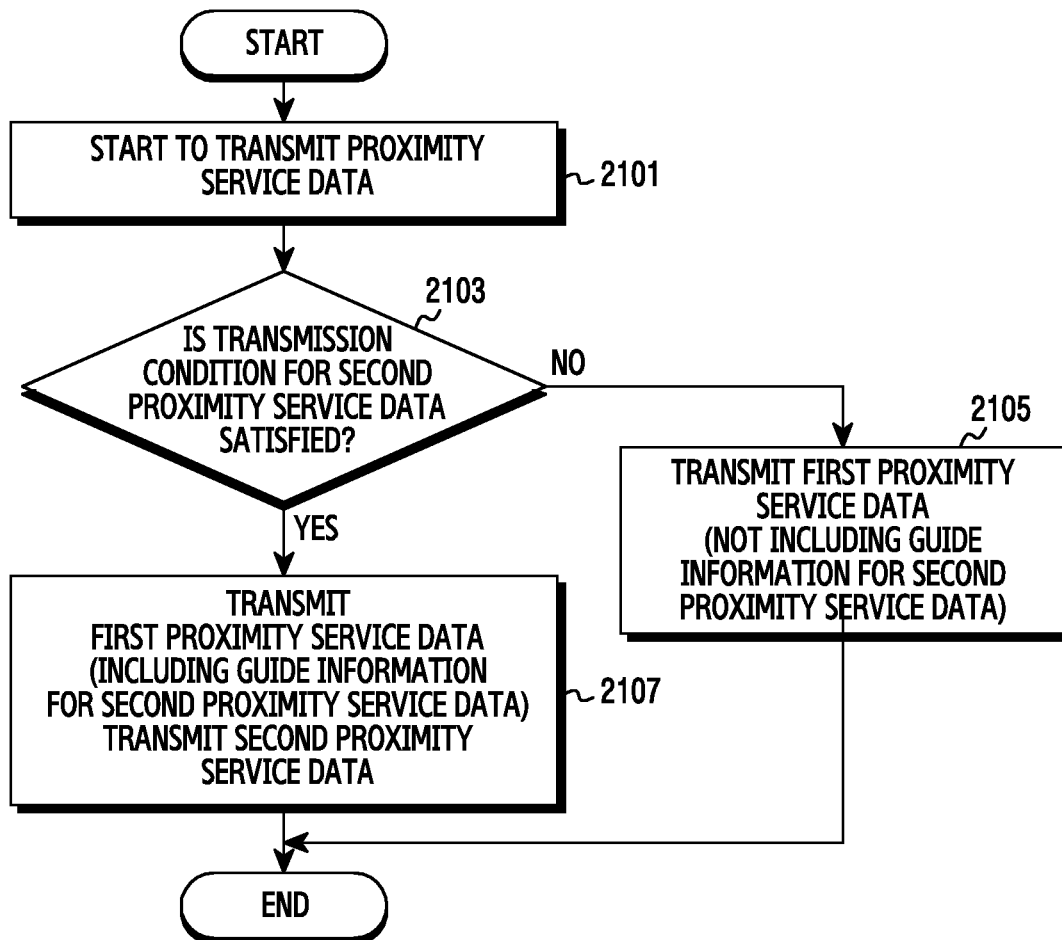 START
START TO TRANSMIT PROXIMITY
SERVICE DATA
2101
2103
IS TRANSMISSION
CONDITION FOR SECOND
PROXIMITY SERVICE DATA
SATISFIED?
NO
YES
2105
TRANSMIT FIRST PROXIMITY
SERVICE DATA
(NOT INCLUDING GUIDE
INFORMATION FOR SECOND
PROXIMITY SERVICE DATA)
TRANSMIT
FIRST PROXIMITY SERVICE DATA
(INCLUDING GUIDE INFORMATION
FOR SECOND PROXIMITY SERVICE DATA)
TRANSMIT SECOND PROXIMITY
SERVICE DATA
2107
END